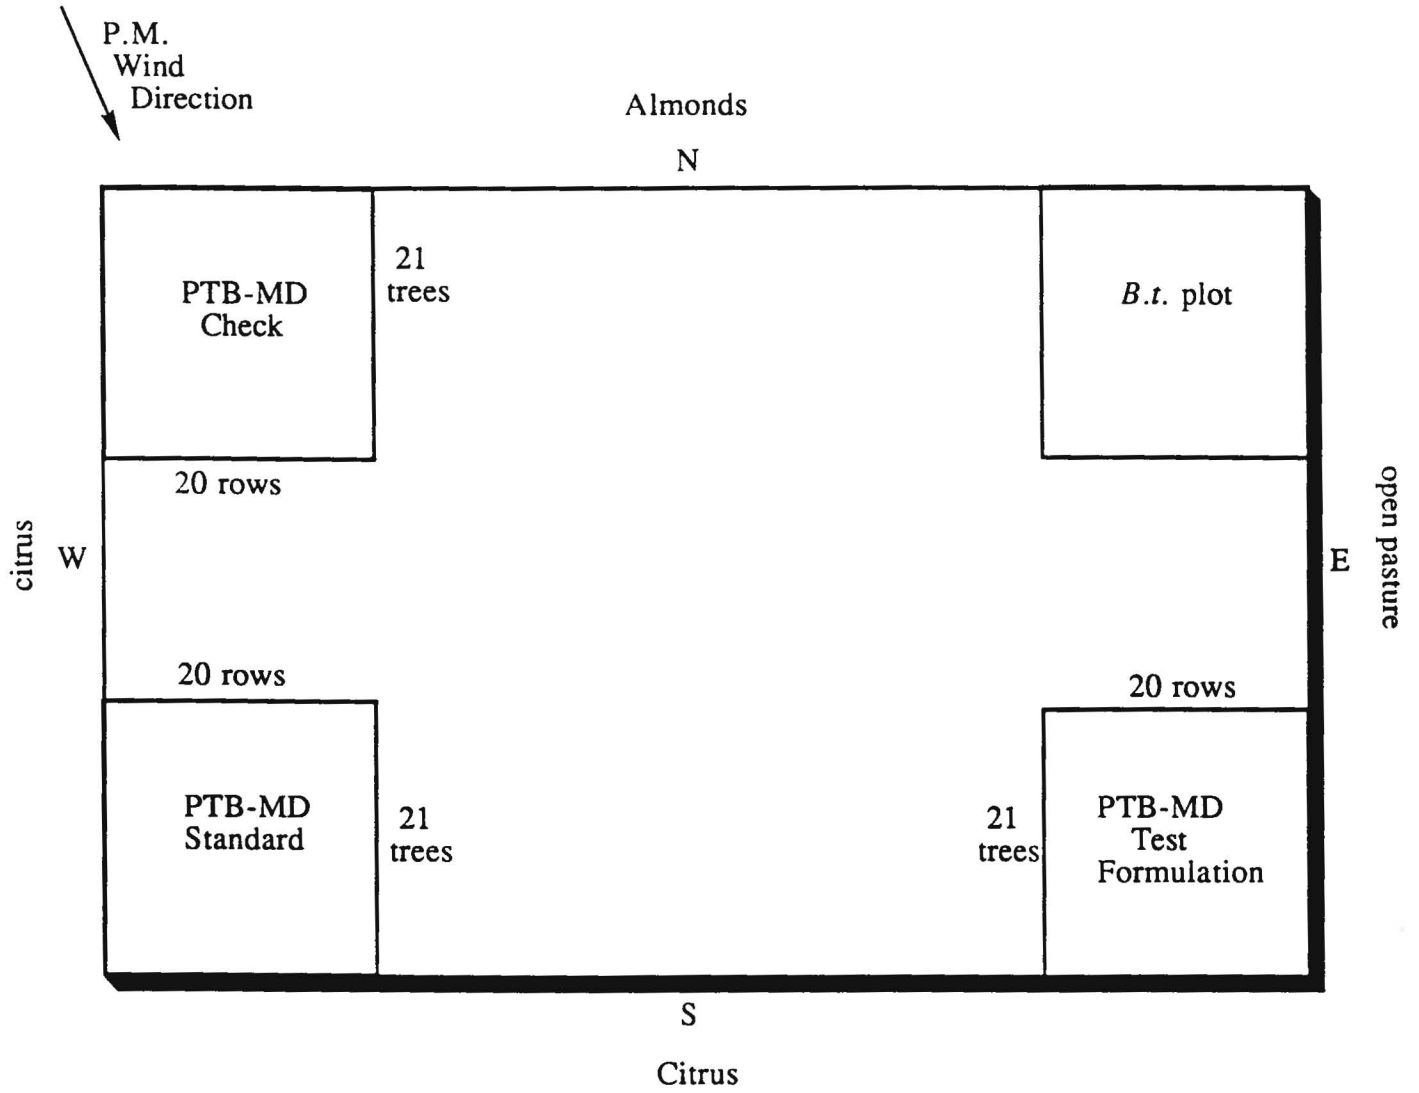 P.M.
Wind
Direction
Almonds
N
PTB-MD
Check
21
trees
B.t. plot
20 rows
citrus
W
E
open pasture
20 rows
20 rows
PTB-MD
Standard
21
trees
21
trees
PTB-MD
Test
Formulation
S
Citrus